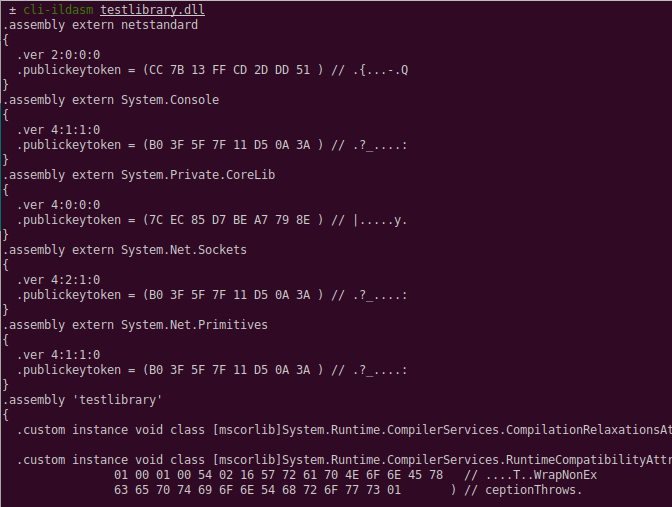 ± cli-ildasm testlibrary.dll
.assembly extern netstandard
{
  .ver 2:0:0:0
  .publickeytoken = (CC 7B 13 FF CD 2D DD 51 ) // .{...-.Q
}
.assembly extern System.Console
{
  .ver 4:1:1:0
  .publickeytoken = (B0 3F 5F 7F 11 D5 0A 3A ) // .?_....:
}
.assembly extern System.Private.CoreLib
{
  .ver 4:0:0:0
  .publickeytoken = (7C EC 85 D7 BE A7 79 8E ) // |.....y.
}
.assembly extern System.Net.Sockets
{
  .ver 4:2:1:0
  .publickeytoken = (B0 3F 5F 7F 11 D5 0A 3A ) // .?_....:
}
.assembly extern System.Net.Primitives
{
  .ver 4:1:1:0
  .publickeytoken = (B0 3F 5F 7F 11 D5 0A 3A ) // .?_....:
}
.assembly 'testlibrary'
{
  .custom instance void class [mscorlib]System.Runtime.CompilerServices.CompilationRelaxationsAt
  .custom instance void class [mscorlib]System.Runtime.CompilerServices.RuntimeCompatibilityAttr
                01 00 01 00 54 02 16 57 72 61 70 4E 6F 6E 45 78   // ....T..WrapNonEx
                63 65 70 74 69 6F 6E 54 68 72 6F 77 73 01       ) // ceptionThrows.